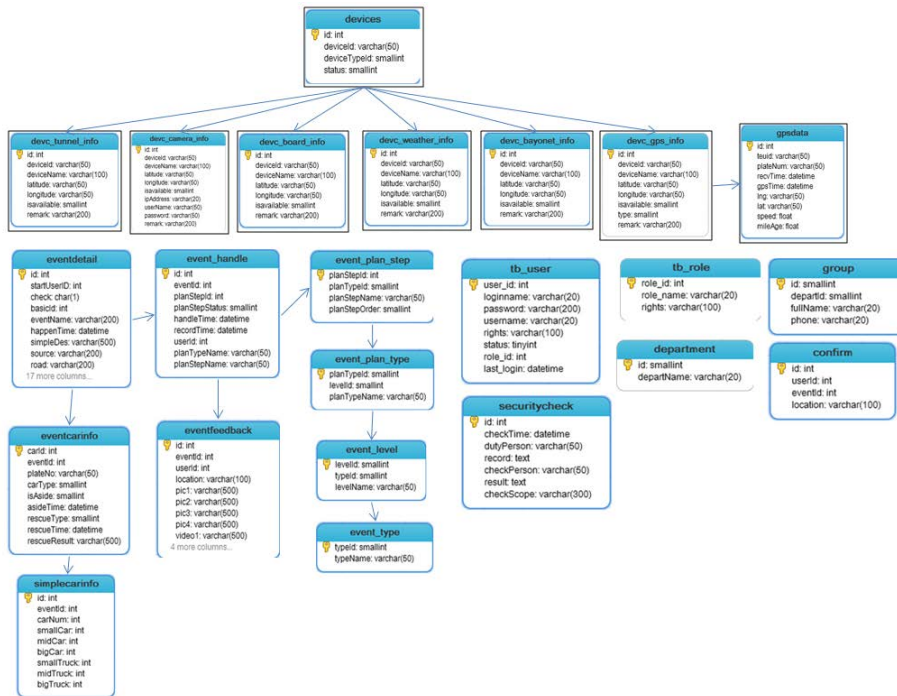 devices
id: int
deviceId: varchar(50)
deviceTypeId: smallint
status: smallint
devc_tunnel_info
id: int
deviceId: varchar(50)
deviceName: varchar(100)
latitude: varchar(50)
longitude: varchar(50)
isavailable: smallint
remark: varchar(200)
devc_camera_info
id: int
deviceId: varchar(50)
deviceName: varchar(100)
latitude: varchar(50)
longitude: varchar(50)
isavailable: smallint
ipAddress: varchar(20)
userName: varchar(50)
password: varchar(50)
remark: varchar(200)
devc_board_info
id: int
deviceId: varchar(50)
deviceName: varchar(100)
latitude: varchar(50)
longitude: varchar(50)
isavailable: smallint
remark: varchar(200)
devc_weather_info
id: int
deviceId: varchar(50)
deviceName: varchar(100)
latitude: varchar(50)
longitude: varchar(50)
isavailable: smallint
remark: varchar(200)
devc_bayonet_info
id: int
deviceId: varchar(50)
deviceName: varchar(100)
latitude: varchar(50)
longitude: varchar(50)
isavailable: smallint
remark: varchar(200)
devc_gps_info
id: int
deviceId: varchar(50)
deviceName: varchar(100)
latitude: varchar(50)
longitude: varchar(50)
isavailable: smallint
type: smallint
remark: varchar(200)
gpsdata
id: int
teuid: varchar(50)
plateNum: varchar(50)
recvTime: datetime
gpsTime: datetime
lng: varchar(50)
lat: varchar(50)
speed: float
mileAge: float
eventdetail
id: int
startUserID: int
check: char(1)
basicId: int
eventName: varchar(200)
happenTime: datetime
simpleDes: varchar(500)
source: varchar(200)
road: varchar(200)
17 more columns...
event_handle
id: int
eventId: int
planStepId: int
planStepStatus: smallint
handleTime: datetime
recordTime: datetime
userId: int
planTypeName: varchar(50)
planStepName: varchar(50)
event_plan_step
planStepId: int
planTypeId: smallint
planStepName: varchar(50)
planStepOrder: smallint
tb_user
user_id: int
loginname: varchar(20)
password: varchar(200)
username: varchar(20)
rights: varchar(100)
status: tinyint
role_id: int
last_login: datetime
tb_role
role_id: int
role_name: varchar(20)
rights: varchar(100)
group
id: smallint
departId: smallint
fullName: varchar(20)
phone: varchar(20)
event_plan_type
planTypeId: smallint
levelId: smallint
planTypeName: varchar(50)
department
id: smallint
departName: varchar(20)
confirm
id: int
userId: int
eventId: int
location: varchar(100)
eventcarinfo
carId: int
eventId: int
plateNo: varchar(50)
carType: smallint
isAside: smallint
asideTime: datetime
rescueType: smallint
rescueTime: datetime
rescueResult: varchar(500)
eventfeedback
id: int
eventId: int
userId: int
location: varchar(100)
pic1: varchar(500)
pic2: varchar(500)
pic3: varchar(500)
pic4: varchar(500)
video1: varchar(500)
4 more columns...
event_level
levelId: smallint
typeId: smallint
levelName: varchar(50)
securitycheck
id: int
checkTime: datetime
dutyPerson: varchar(50)
record: text
checkPerson: varchar(50)
result: text
checkScope: varchar(300)
event_type
typeId: smallint
typeName: varchar(50)
simplecarinfo
id: int
eventId: int
carNum: int
smallCar: int
midCar: int
bigCar: int
smallTruck: int
midTruck: int
bigTruck: int